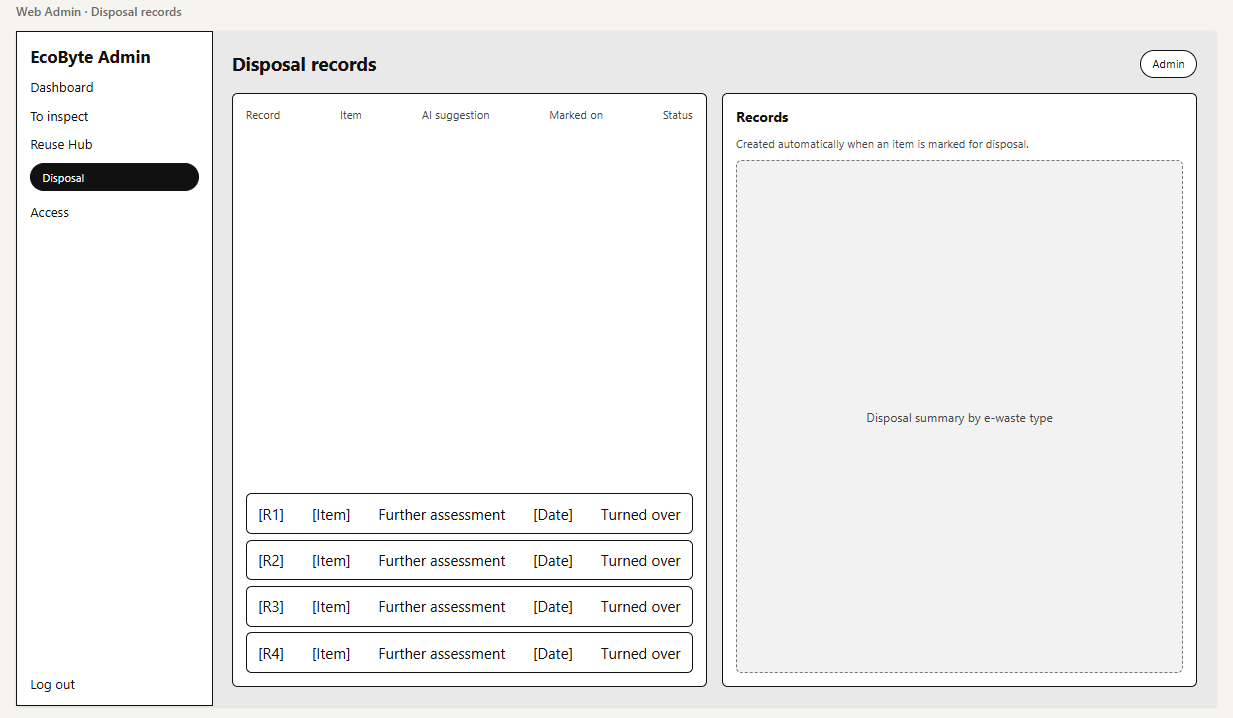 Web Admin · Disposal records
EcoByte Admin
Dashboard
To inspect
Reuse Hub
Disposal
Access
Log out
Disposal records
Admin
Record Item AI suggestion Marked on Status
[R1] [Item] Further assessment [Date] Turned over
[R2] [Item] Further assessment [Date] Turned over
[R3] [Item] Further assessment [Date] Turned over
[R4] [Item] Further assessment [Date] Turned over
Records
Created automatically when an item is marked for disposal.
Disposal summary by e-waste type